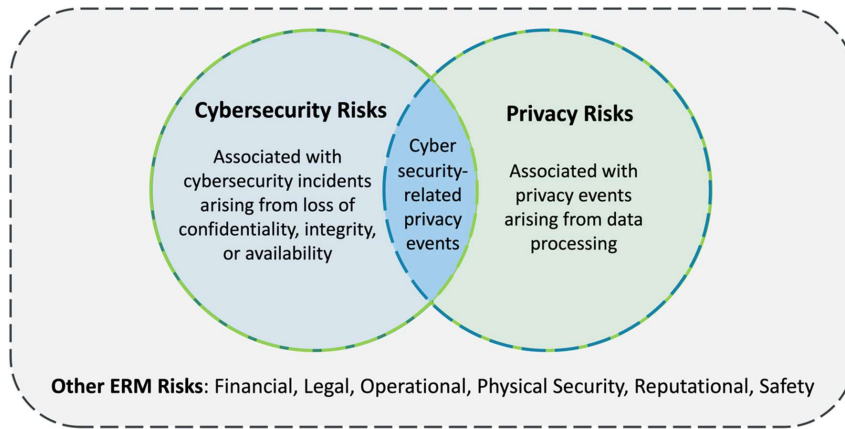 Cybersecurity Risks
Associated with
cybersecurity incidents
arising from loss of
confidentiality, integrity,
or availability
Cyber
security-
related
privacy
events
Privacy Risks
Associated with
privacy events
arising from data
processing
Other ERM Risks: Financial, Legal, Operational, Physical Security, Reputational, Safety